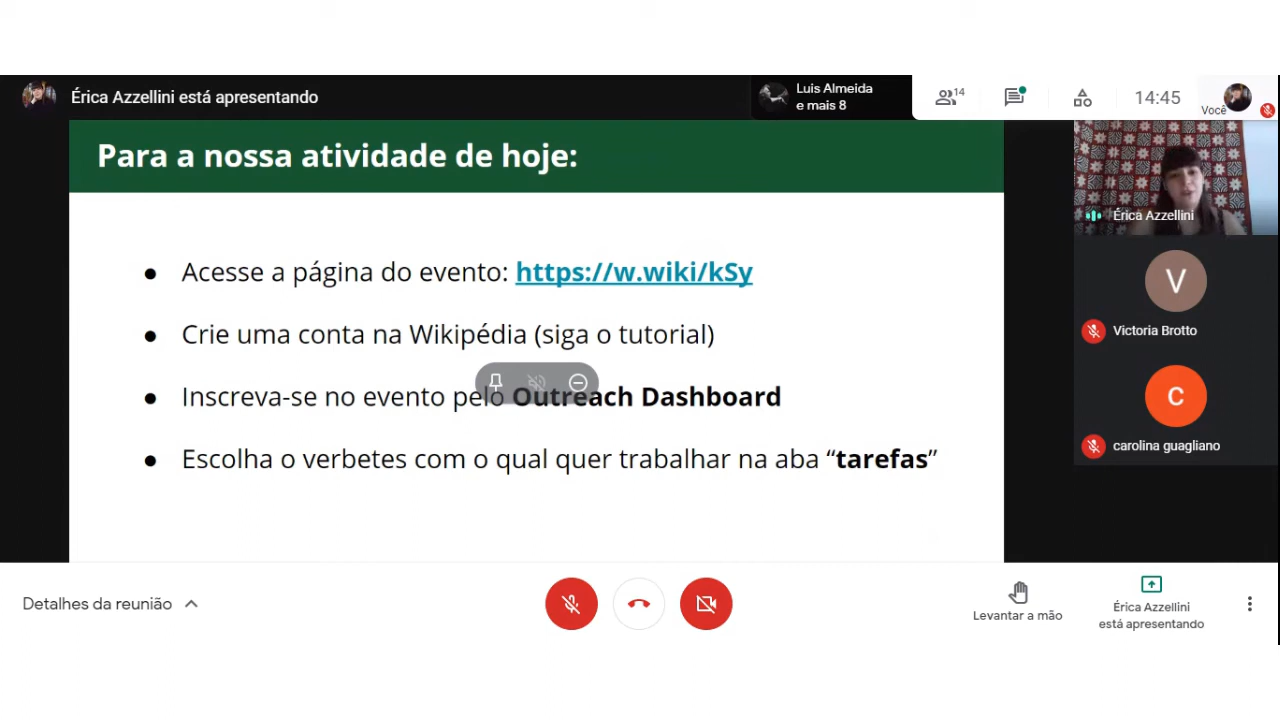 Érica Azzellini está apresentando
Luis Almeida
e mais 8
14
14:45
Você
Para a nossa atividade de hoje:
Acesse a página do evento: https://w.wiki/kSy
Crie uma conta na Wikipédia (siga o tutorial)
Inscreva-se no evento pelo Outreach Dashboard
Escolha o verbetes com o qual quer trabalhar na aba “tarefas”
Érica Azzellini
V
Victoria Brotto
C
carolina guagliano
Detalhes da reunião
Levantar a mão
Érica Azzellini
está apresentando